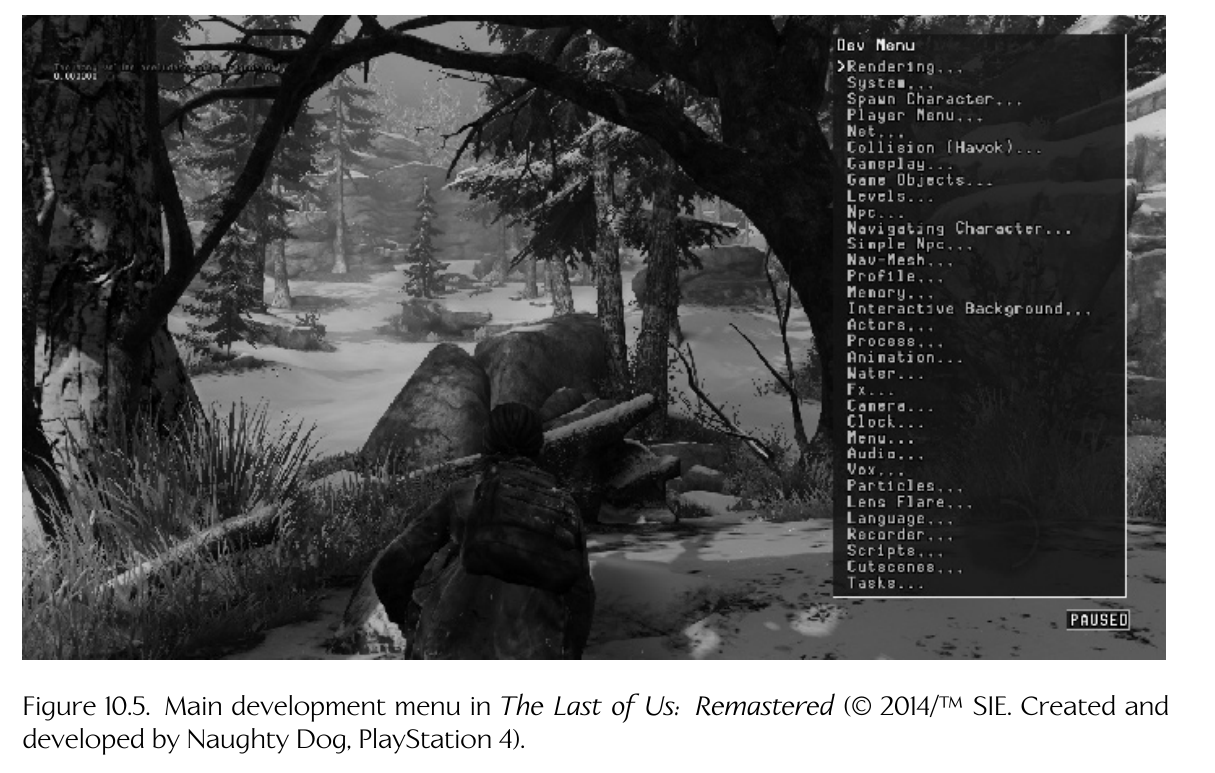 0.000000
Dev Menu
>Rendering...
System...
Spawn Character...
Player Menu...
Net...
Collision (Havok)...
Gameplay...
Game Objects...
Levels...
Npc...
Navigating Character...
Simple Npc...
Nav-Mesh...
Profile...
Memory...
Interactive Background...
Actors...
Process...
Animation...
Water...
Fx...
Camera...
Clock...
Menu...
Audio...
Vox...
Particles...
Lens Flare...
Language...
Recorder...
Scripts...
Cutscenes...
Tasks...
PAUSED
Figure 10.5. Main development menu in The Last of Us: Remastered (© 2014/™ SIE. Created and
developed by Naughty Dog, PlayStation 4).